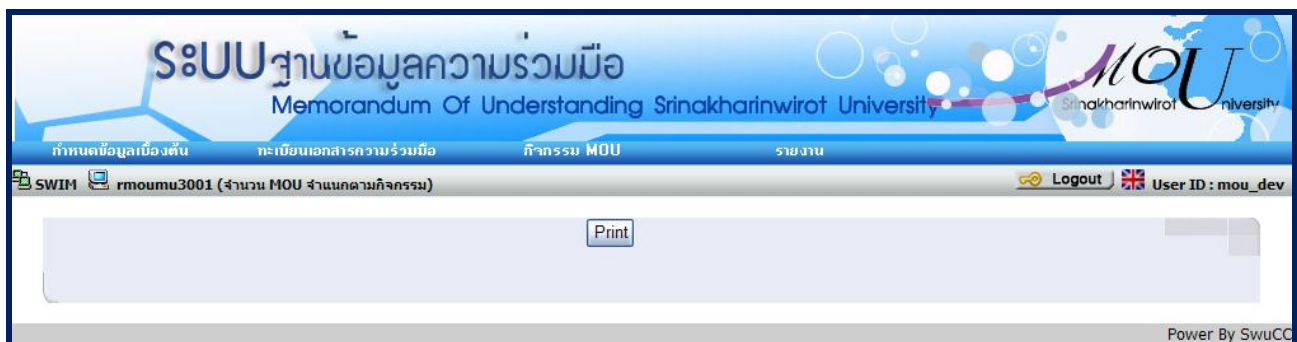 ระบบฐานข้อมูลความร่วมมือ
Memorandum Of Understanding Srinakharinwirot University
MOU
Srinakharinwirot University
กำหนดข้อมูลเบื้องต้น ทะเบียนเอกสารความร่วมมือ กิจกรรม MOU รายงาน
SWIM rmoumu3001 (จำนวน MOU จำแนกตามกิจกรรม) Logout User ID : mou_dev
Print
Power By SwuCC